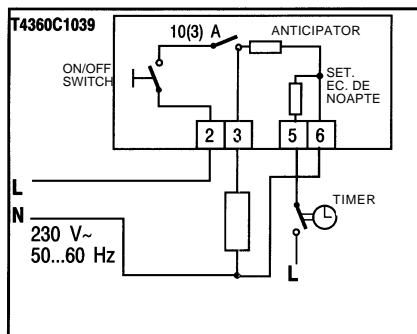 T4360C1039
10(3) A
ANTICIPATOR
ON/OFF
SWITCH
SET.
EC. DE
NOAPTE
2 3 5 6
L
N
TIMER
230 V~
50...60 Hz
L